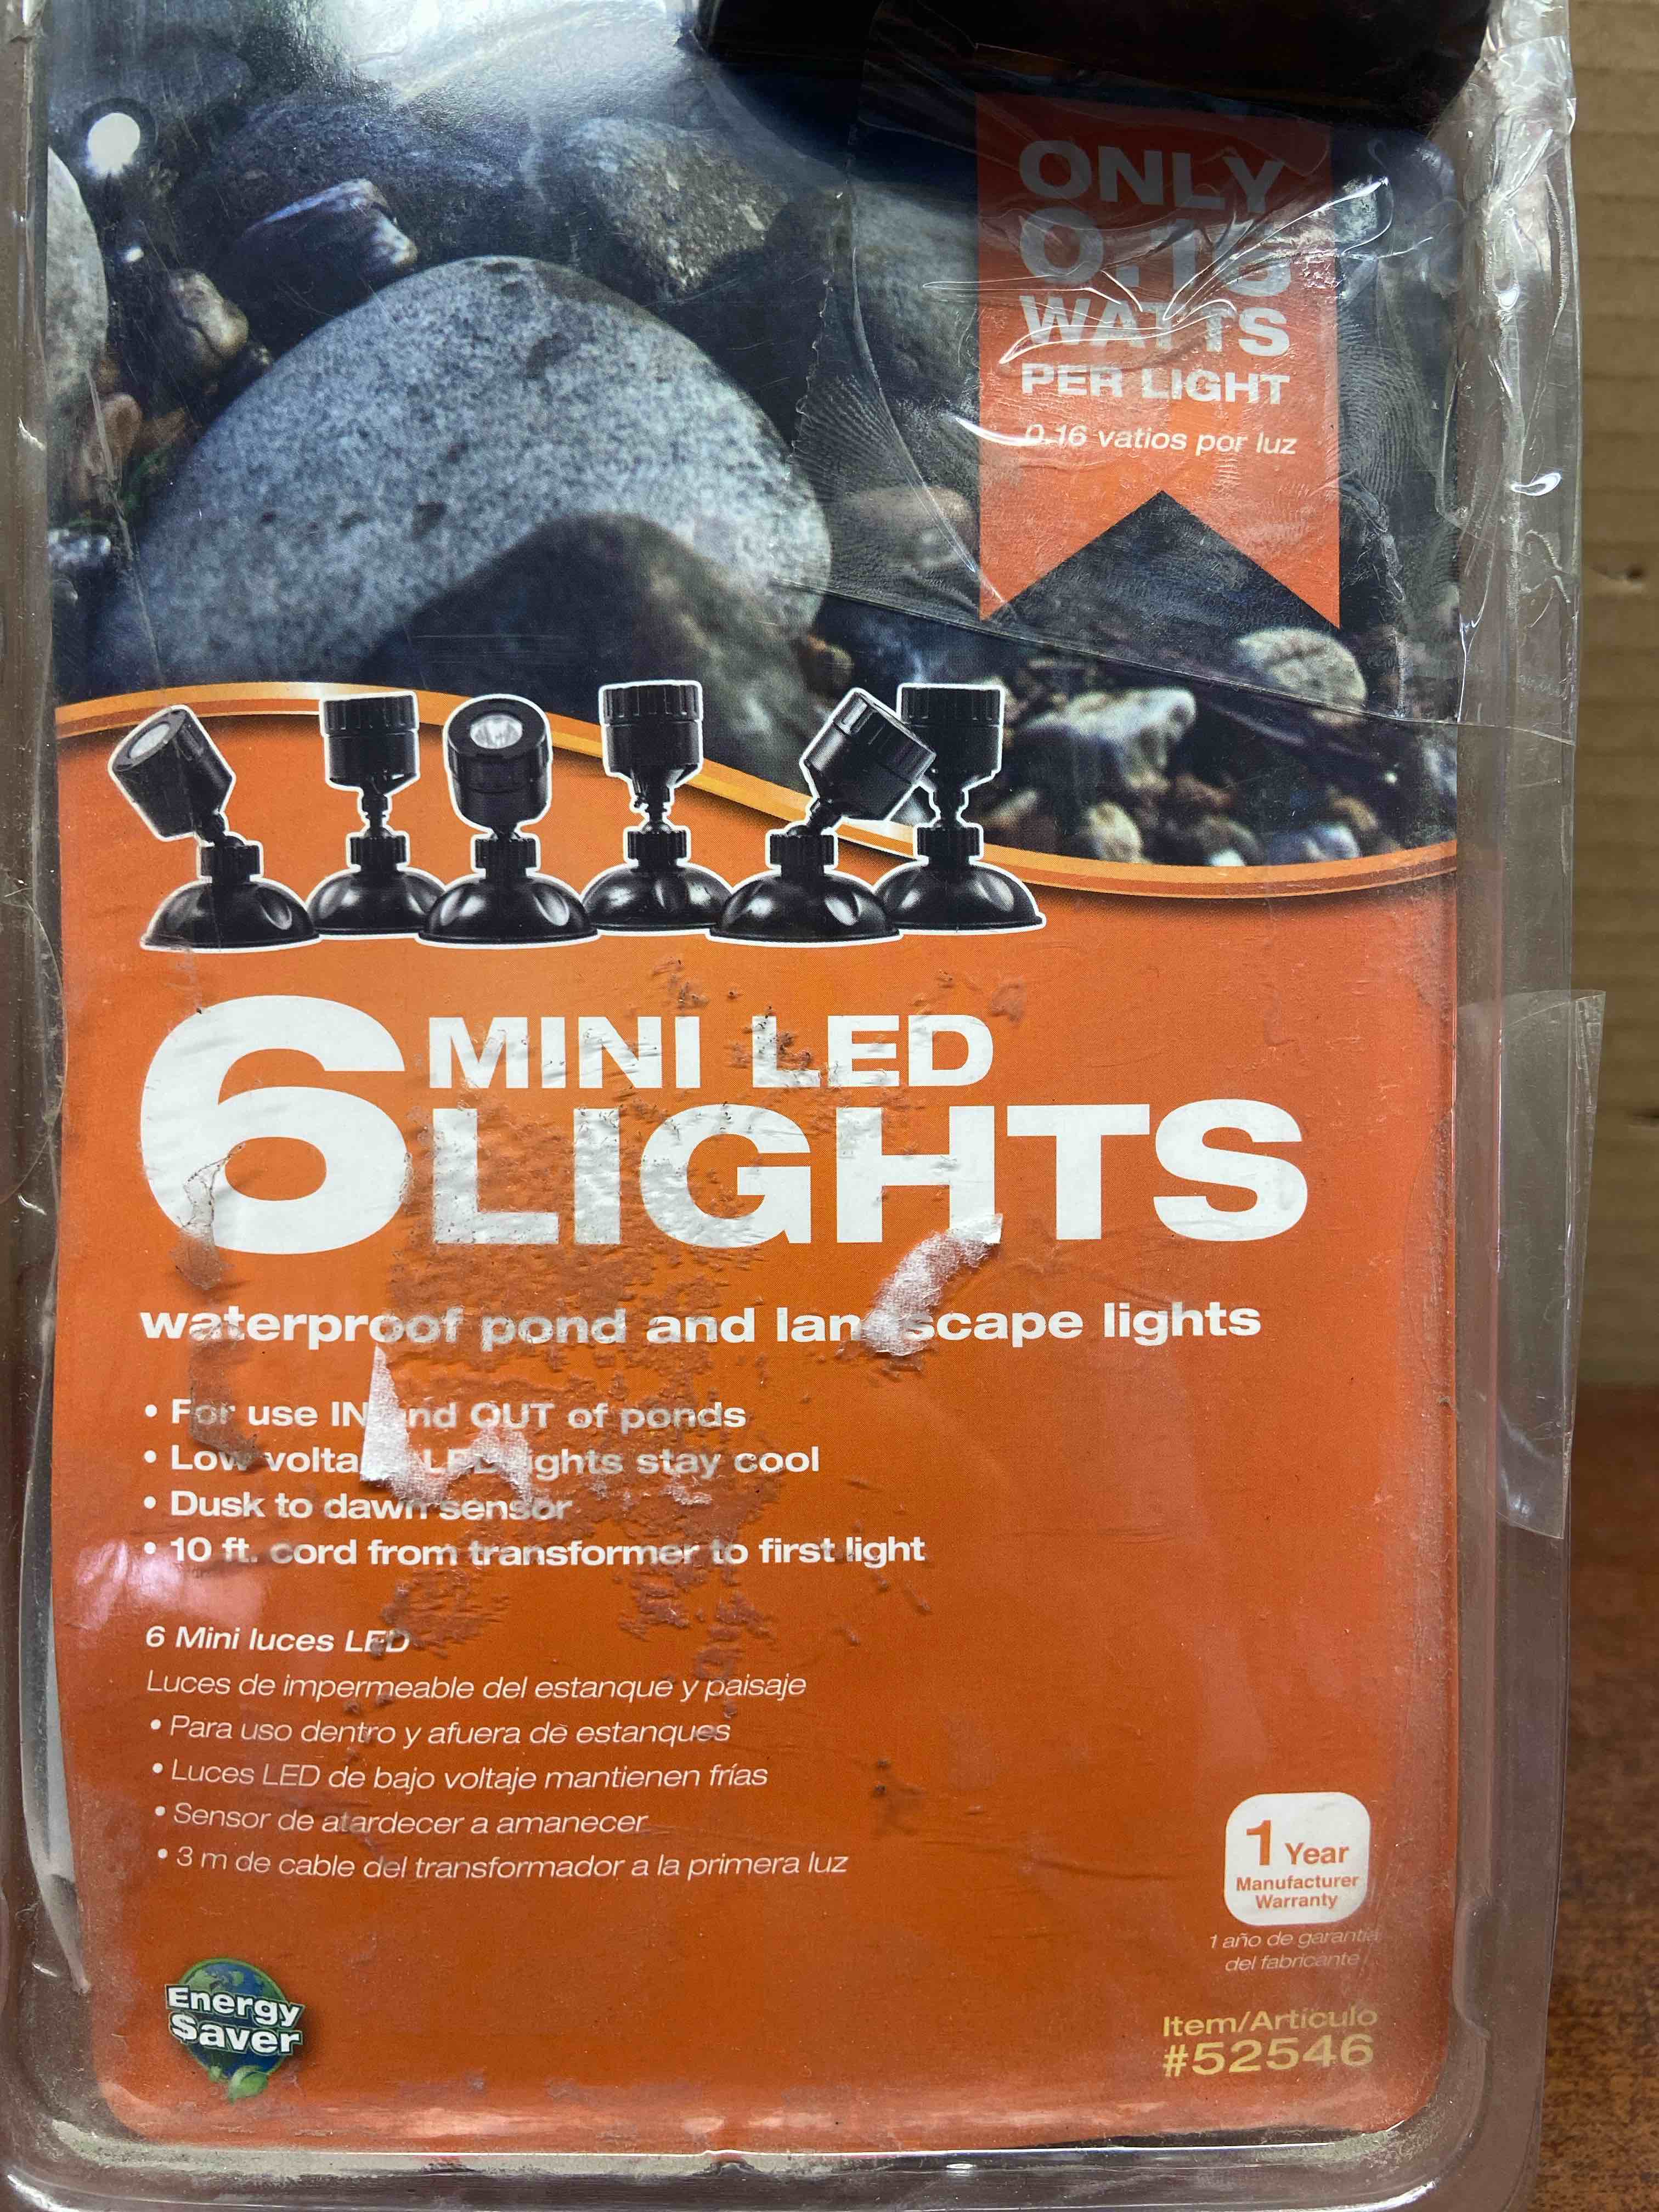 ONLY
0.16
WATTS
PER LIGHT
0.16 vatios por luz
6 MINI LED
LIGHTS
waterproof pond and landscape lights
• For use IN and OUT of ponds
• Low voltage LED lights stay cool
• Dusk to dawn sensor
• 10 ft. cord from transformer to first light
6 Mini luces LED
Luces de impermeable del estanque y paisaje
• Para uso dentro y afuera de estanques
• Luces LED de bajo voltaje mantienen frías
• Sensor de atardecer a amanecer
• 3 m de cable del transformador a la primera luz
1 Year
Manufacturer
Warranty
1 año de garantía
del fabricante
Energy
Saver
Item/Artículo
#52546